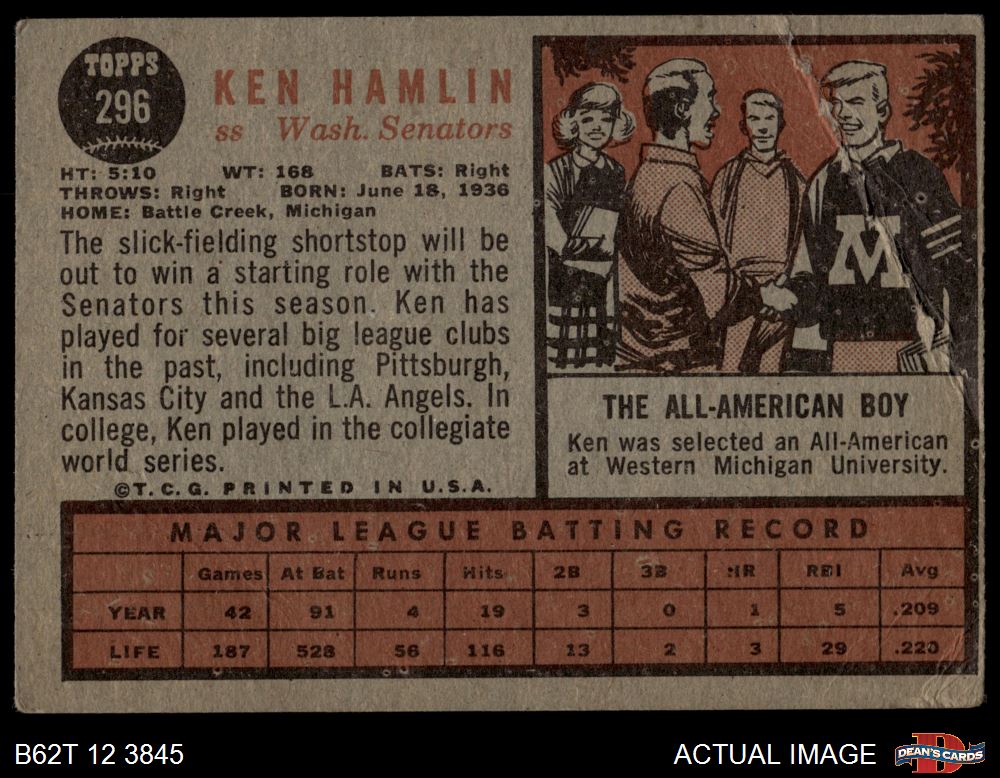 TOPPS
296
KEN HAMLIN
ss Wash. Senators
HT: 5:10 WT: 168 BATS: Right
THROWS: Right BORN: June 18, 1936
HOME: Battle Creek, Michigan
The slick-fielding shortstop will be
out to win a starting role with the
Senators this season. Ken has
played for several big league clubs
in the past, including Pittsburgh,
Kansas City and the L.A. Angels. In
college, Ken played in the collegiate
world series.
©T.C.G. PRINTED IN U.S.A.
M
THE ALL-AMERICAN BOY
Ken was selected an All-American
at Western Michigan University.
MAJOR LEAGUE BATTING RECORD
Games At Bat Runs Hits 2B 3B HR RBI Avg
YEAR 42 91 4 19 3 0 1 5 .209
LIFE 187 528 56 116 13 2 3 29 .220
B62T 12 3845
ACTUAL IMAGE
D
DEAN'S CARDS